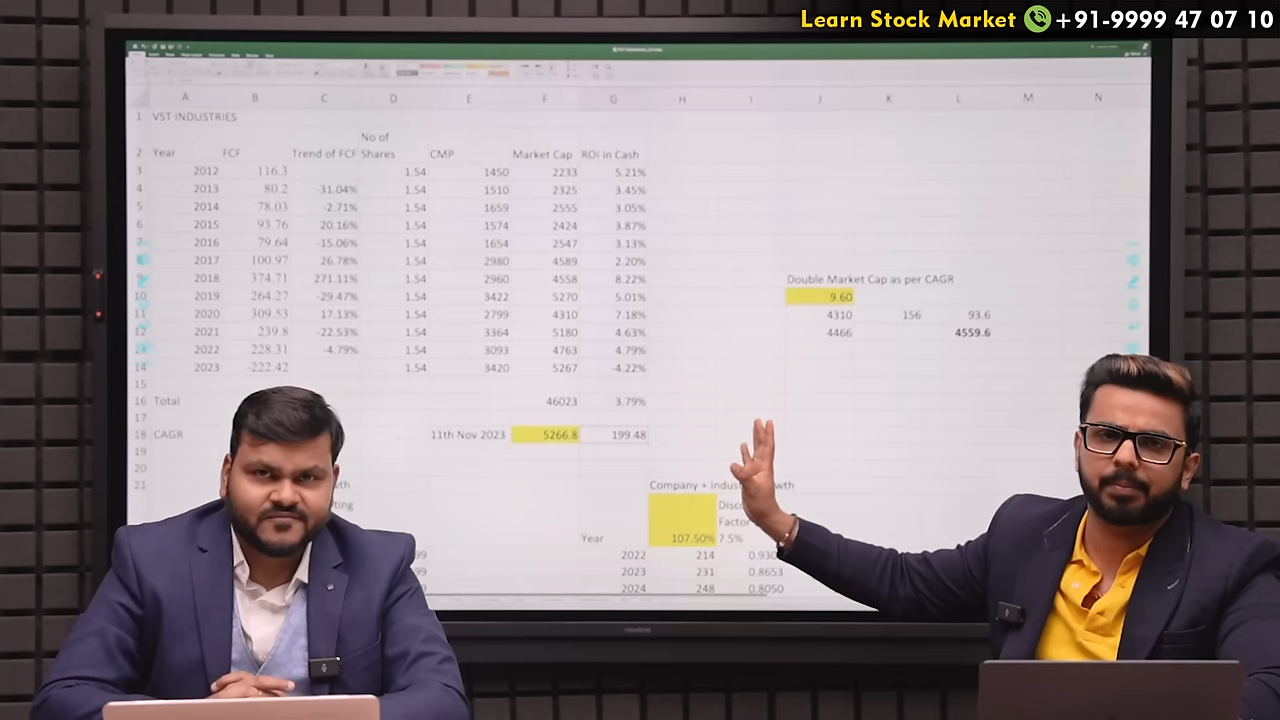 Learn Stock Market +91-9999 47 07 10
A B C D E F G H I J K L M N
1 VST INDUSTRIES
No of
2 Year FCF Trend of FCF Shares CMP Market Cap ROI in Cash
3 2012 116.3 1.54 1450 2233 5.21%
4 2013 80.2 -31.04% 1.54 1510 2325 3.45%
5 2014 78.03 -2.71% 1.54 1659 2555 3.05%
6 2015 93.76 20.16% 1.54 1574 2424 3.87%
7 2016 79.64 -15.06% 1.54 1654 2547 3.13%
2017 100.97 26.78% 1.54 2980 4589 2.20%
9 2018 374.71 271.11% 1.54 2960 4558 8.22% Double Market Cap as per CAGR
10 2019 264.27 -29.47% 1.54 3422 5270 5.01% 9.60
11 2020 309.53 17.13% 1.54 2799 4310 7.18% 4310 156 93.6
12 2021 239.8 -22.53% 1.54 3364 5180 4.63% 4466 4559.6
2022 228.31 -4.79% 1.54 3093 4763 4.79%
14 2023 -222.42 1.54 3420 5267 -4.22%
15
16 Total 46023 3.79%
17
18 CAGR 11th Nov 2023 5266.8 199.48
19
20
21 Company +
Year 107.50% 7.5%
2022 214 0.930
2023 231 0.8653
2024 248 0.8050